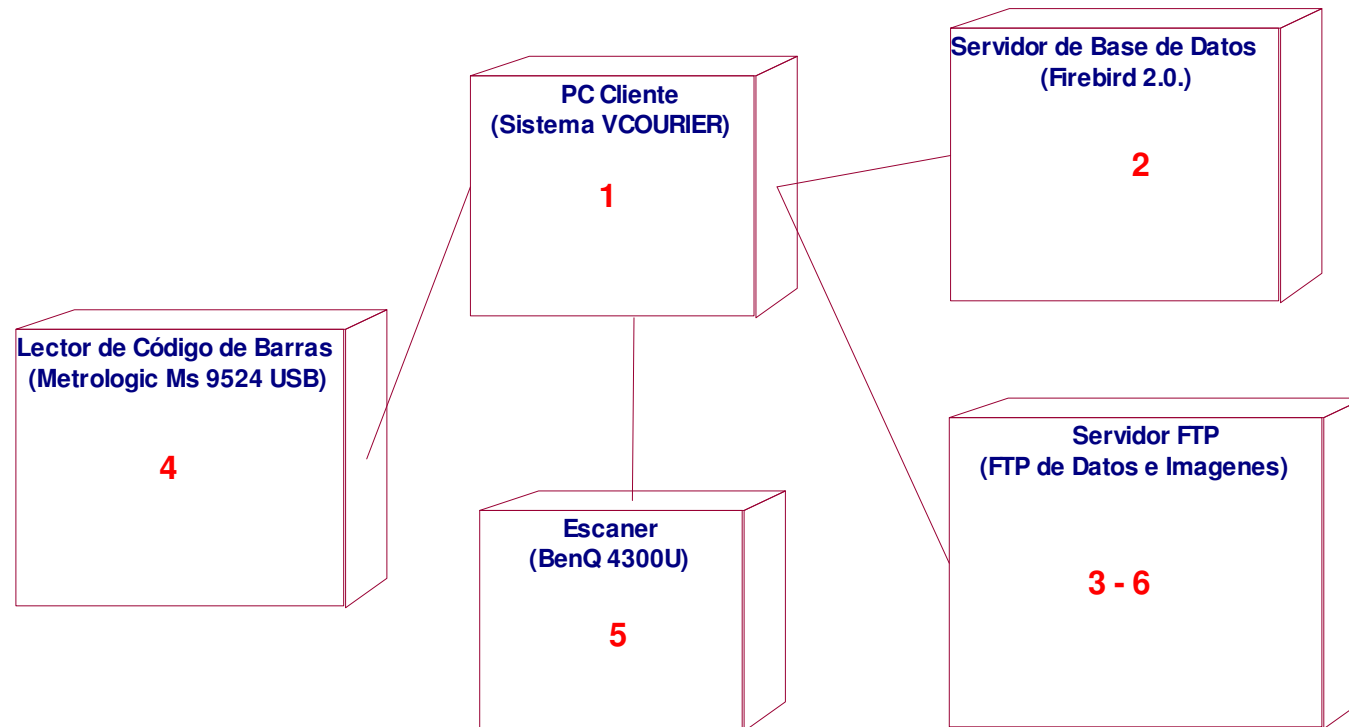 PC Cliente
(Sistema VCOURIER)
1
Servidor de Base de Datos
(Firebird 2.0.)
2
Lector de Código de Barras
(Metrologic Ms 9524 USB)
4
Escaner
(BenQ 4300U)
5
Servidor FTP
(FTP de Datos e Imagenes)
3 - 6